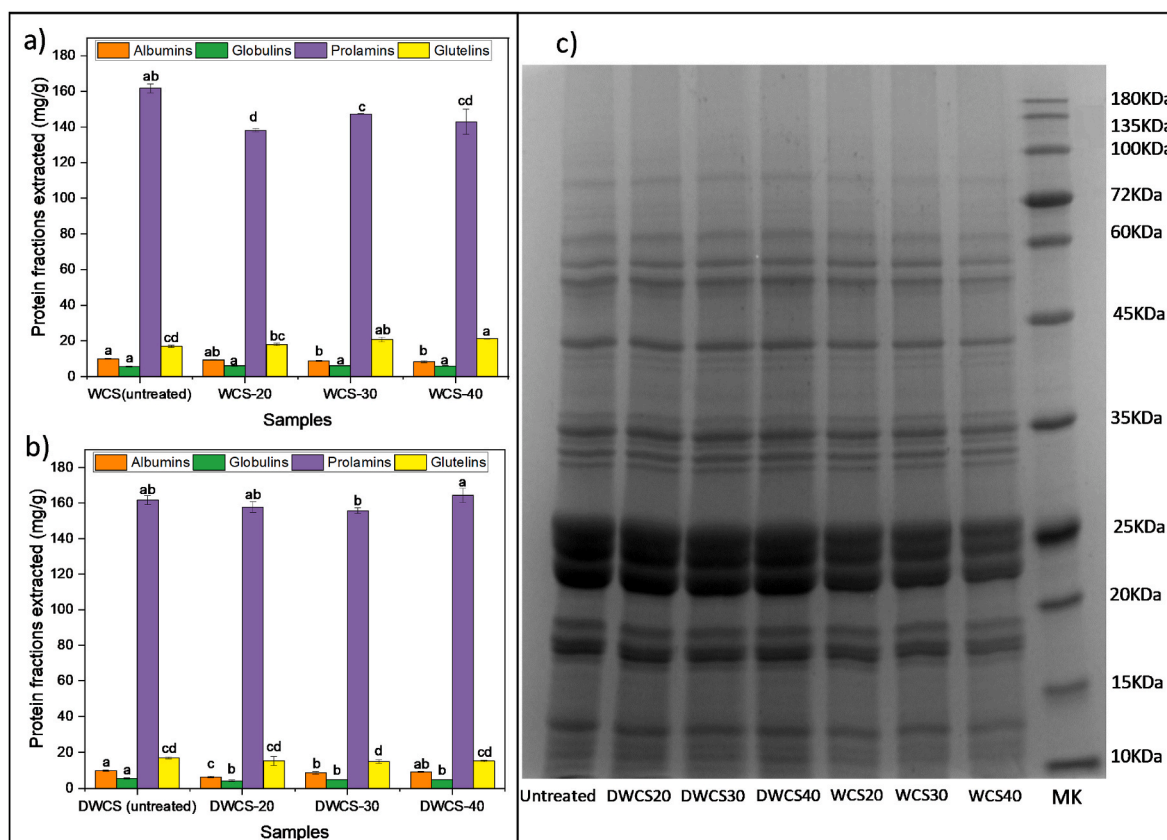 a)
Albumins Globulins Prolamins Glutelins
Protein fractions extracted (mg/g)
180
160
140
120
100
80
60
40
20
0
a a ab cd
ab a d bc
b a c ab
b a cd a
WCS(untreated) WCS-20 WCS-30 WCS-40
Samples
b)
Albumins Globulins Prolamins Glutelins
Protein fractions extracted (mg/g)
180
160
140
120
100
80
60
40
20
0
a a ab cd
c b ab cd
b b b d
ab b a cd
DWCS (untreated) DWCS-20 DWCS-30 DWCS-40
Samples
c)
180KDa
135KDa
100KDa
72KDa
60KDa
45KDa
35KDa
25KDa
20KDa
15KDa
10KDa
Untreated DWCS20 DWCS30 DWCS40 WCS20 WCS30 WCS40 MK